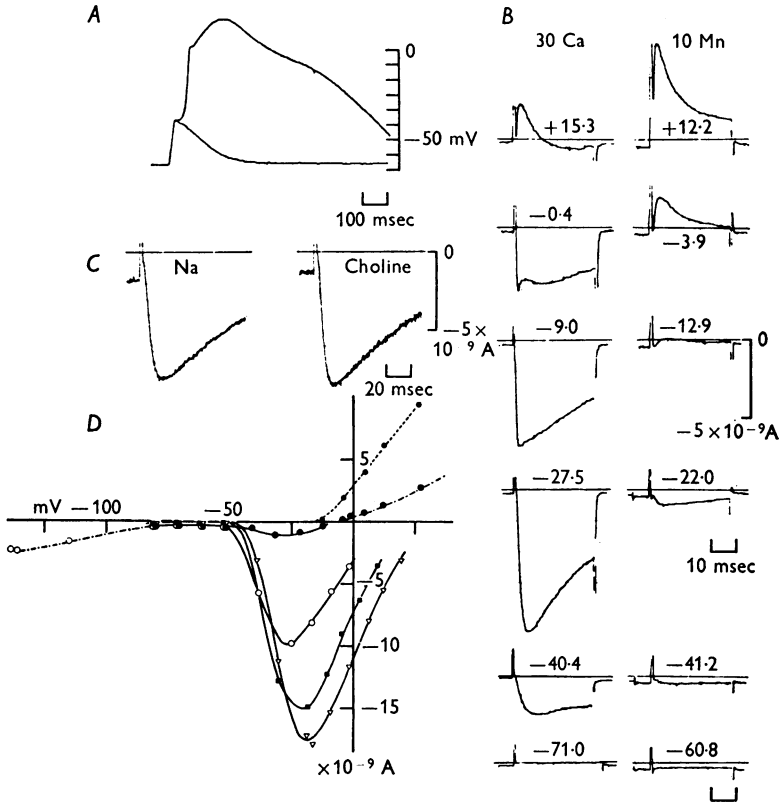 A
0
−50 mV
100 msec
B
30 Ca
10 Mn
+15·3
+12·2
−0·4
−3·9
−9·0
−12·9
0
−5×10⁻⁹A
−27·5
−22·0
10 msec
−40·4
−41·2
−71·0
−60·8
C
Na
Choline
0
−5×
10⁻⁹ A
20 msec
D
mV
−100
−50
5
−5
−10
−15
×10⁻⁹ A